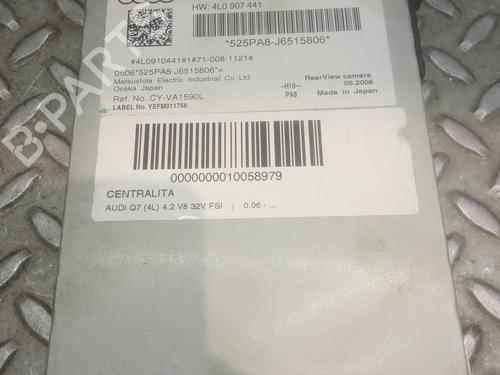 HW: 4L0 907 441
*525PA8-J6515806*
#4L0910441#1#71-008-1121#
0506*525PA8-J6515806*=
Matsushita Electric Industrial Co.,Ltd
Osaka Japan
Ref. No. CY-VA1590L
LABEL No. YEFM011756
—H10—
PA8
RearView camera
05.2006
Made in Japan
0000000010058979
CENTRALITA
AUDI Q7 (4L) 4.2 V8 32V FSI | 0.06 - ...
B-PARTS